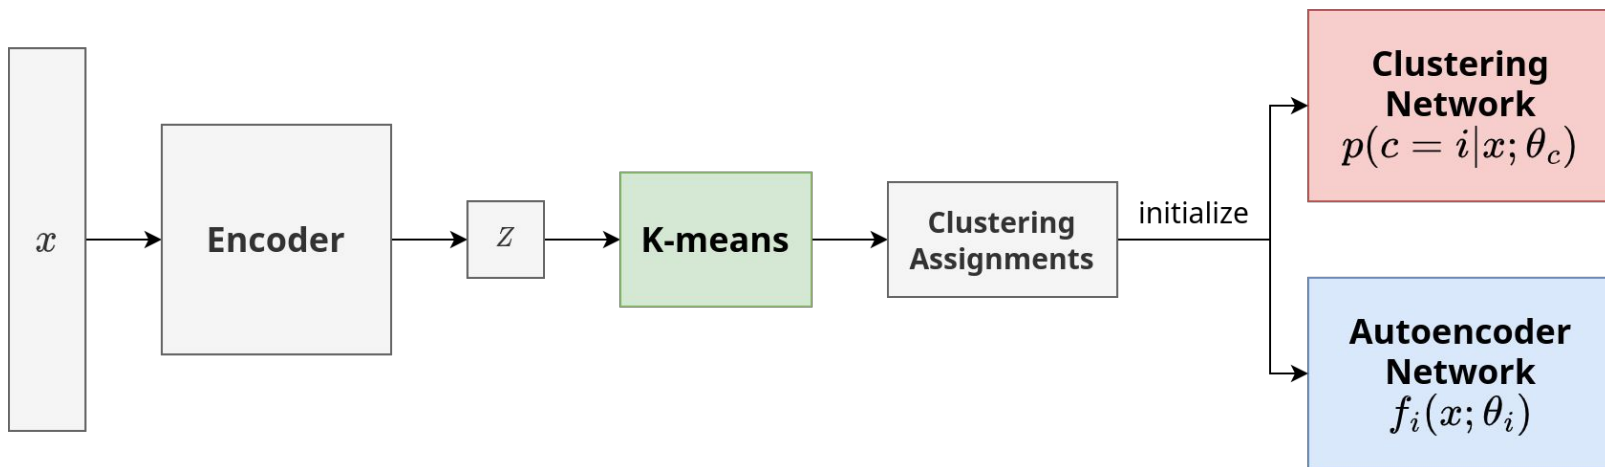 x
Encoder
z
K-means
Clustering
Assignments
initialize
Clustering
Network
p(c = i|x; θ_c)
Autoencoder
Network
f_i(x; θ_i)